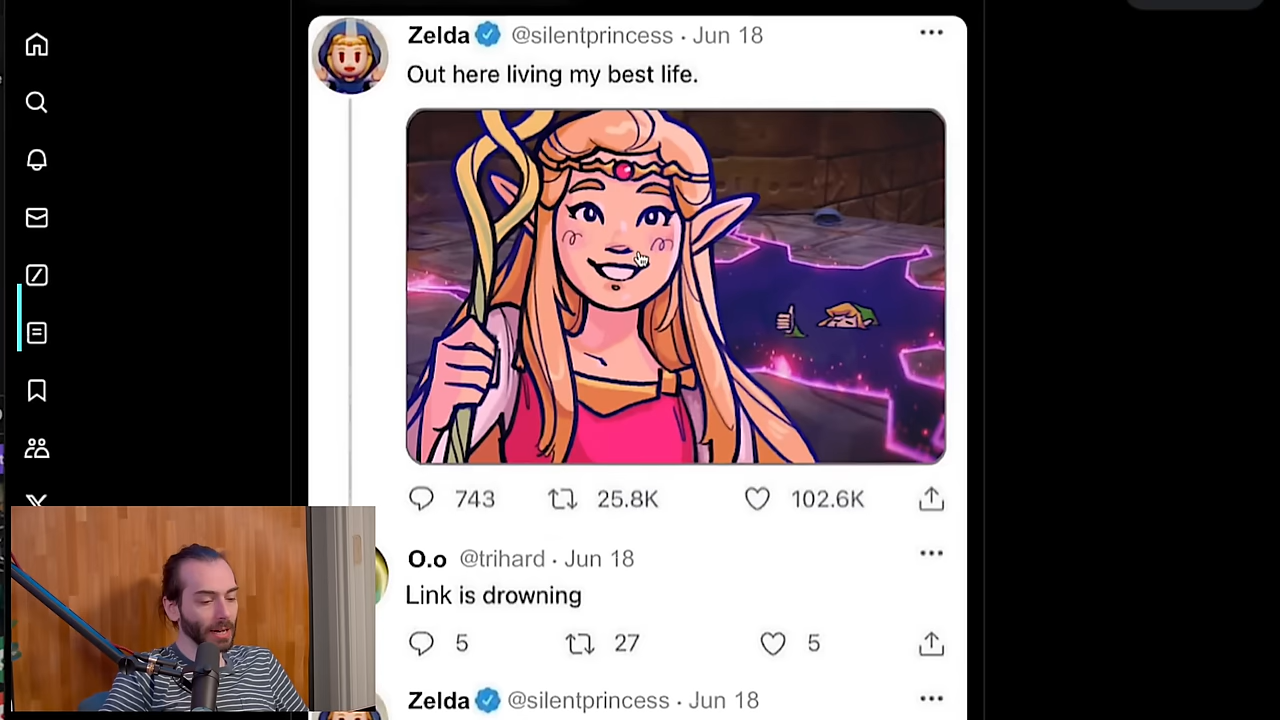 Zelda @silentprincess · Jun 18
Out here living my best life.
743 25.8K 102.6K
O.o @trihard · Jun 18
Link is drowning
5 27 5
Zelda @silentprincess · Jun 18